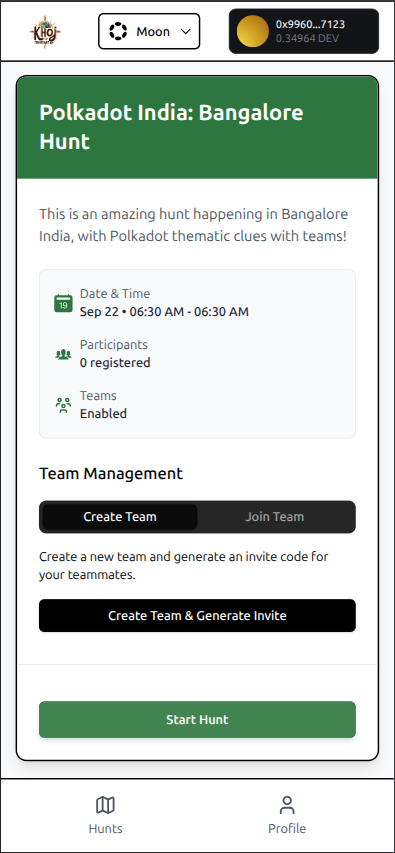 KHOJ
Moon
0x9960...7123
0.34964 DEV
Polkadot India: Bangalore
Hunt
This is an amazing hunt happening in Bangalore
India, with Polkadot thematic clues with teams!
19
Date & Time
Sep 22 • 06:30 AM - 06:30 AM
Participants
0 registered
Teams
Enabled
Team Management
Create Team
Join Team
Create a new team and generate an invite code for
your teammates.
Create Team & Generate Invite
Start Hunt
Hunts
Profile